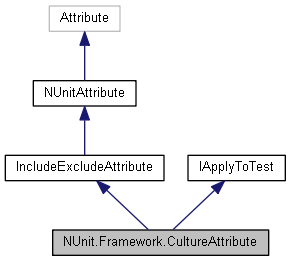 Attribute
NUnitAttribute
IncludeExcludeAttribute
IApplyToTest
NUnit.Framework.CultureAttribute